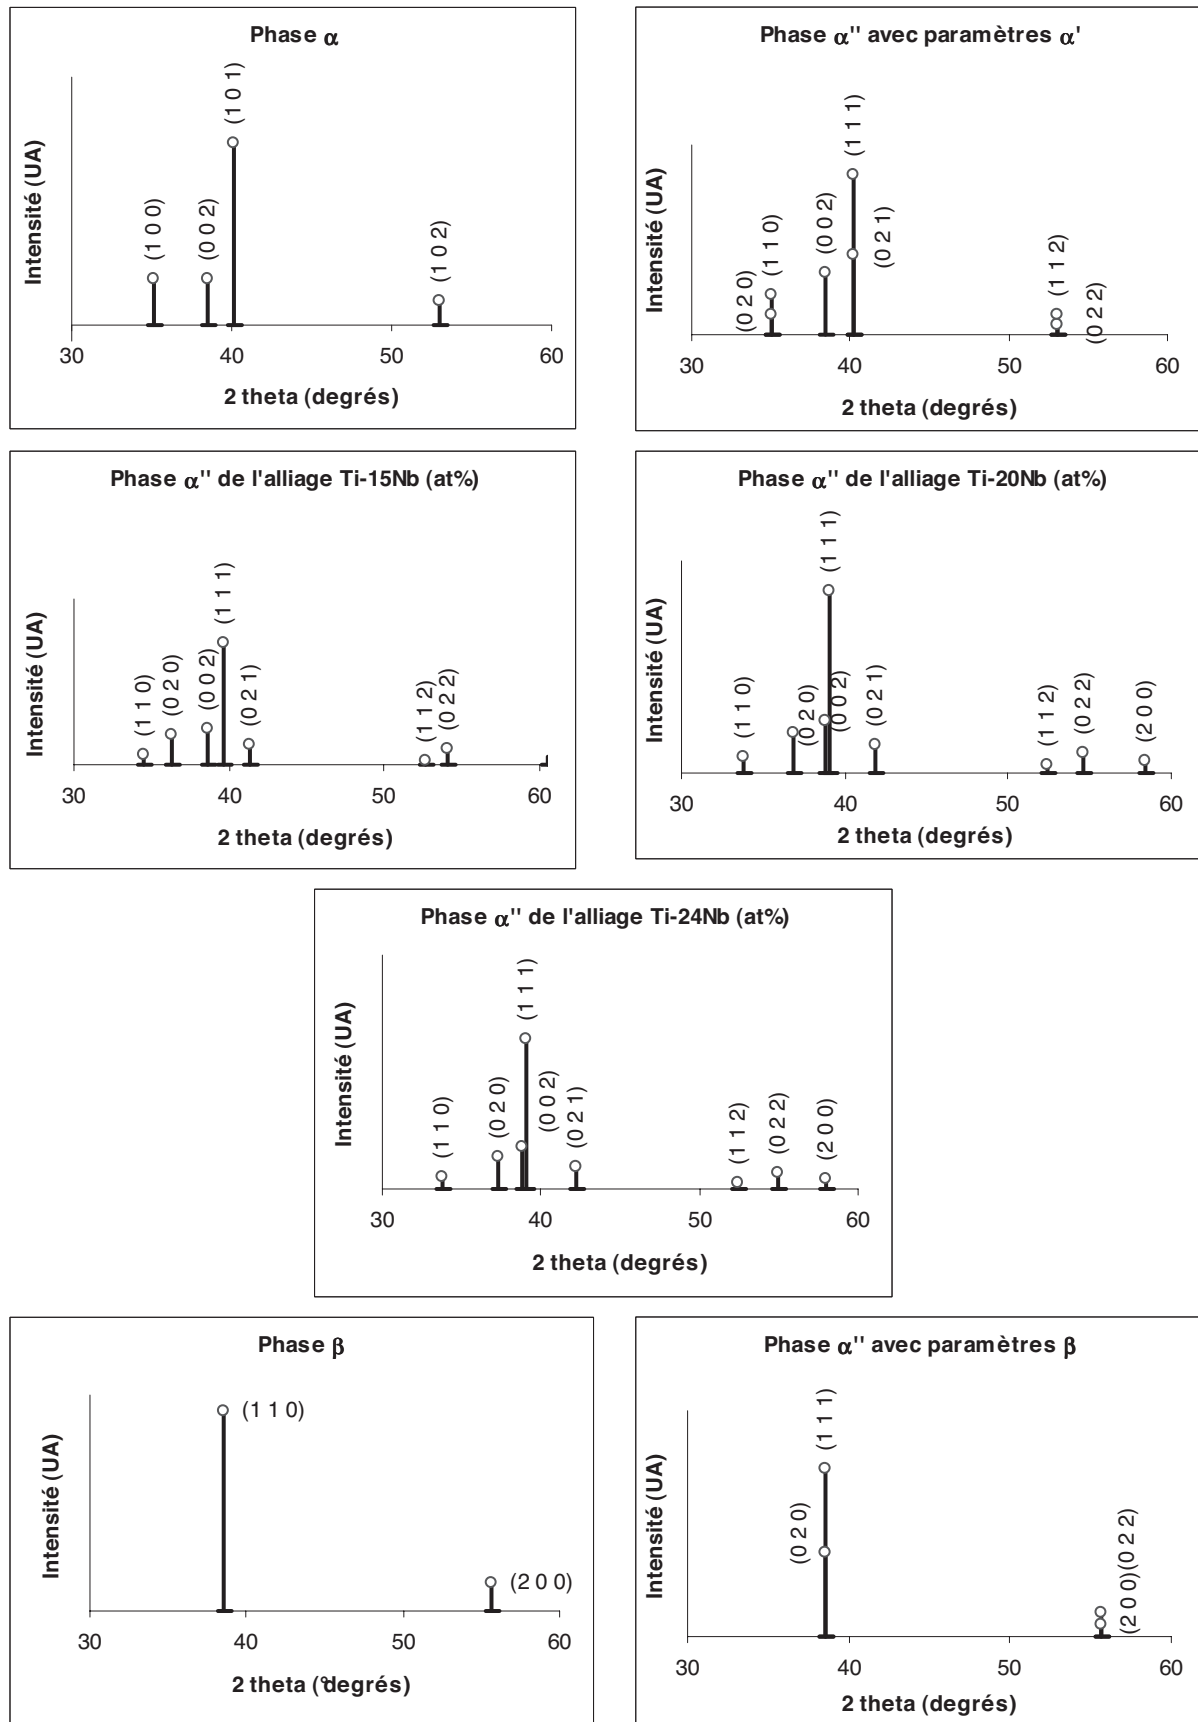 Phase α
Intensité (UA)
(1 0 0)
(0 0 2)
(1 0 1)
(1 0 2)
30 40 50 60
2 theta (degrés)
Phase α'' avec paramètres α'
Intensité (UA)
(0 2 0)
(1 1 0)
(0 0 2)
(1 1 1)
(0 2 1)
(1 1 2)
(0 2 2)
30 40 50 60
2 theta (degrés)
Phase α'' de l'alliage Ti-15Nb (at%)
Intensité (UA)
(1 1 0)
(0 2 0)
(0 0 2)
(1 1 1)
(0 2 1)
(1 1 2)
(0 2 2)
30 40 50 60
2 theta (degrés)
Phase α'' de l'alliage Ti-20Nb (at%)
Intensité (UA)
(1 1 0)
(0 2 0)
(1 1 1)
(0 0 2)
(0 2 1)
(1 1 2)
(0 2 2)
(2 0 0)
30 40 50 60
2 theta (degrés)
Phase α'' de l'alliage Ti-24Nb (at%)
Intensité (UA)
(1 1 0)
(0 2 0)
(1 1 1)
(0 0 2)
(0 2 1)
(1 1 2)
(0 2 2)
(2 0 0)
30 40 50 60
2 theta (degrés)
Phase β
Intensité (UA)
(1 1 0)
(2 0 0)
30 40 50 60
2 theta (°degrés)
Phase α'' avec paramètres β
Intensité (UA)
(0 2 0)
(1 1 1)
(2 0 0)(0 2 2)
30 40 50 60
2 theta (degrés)